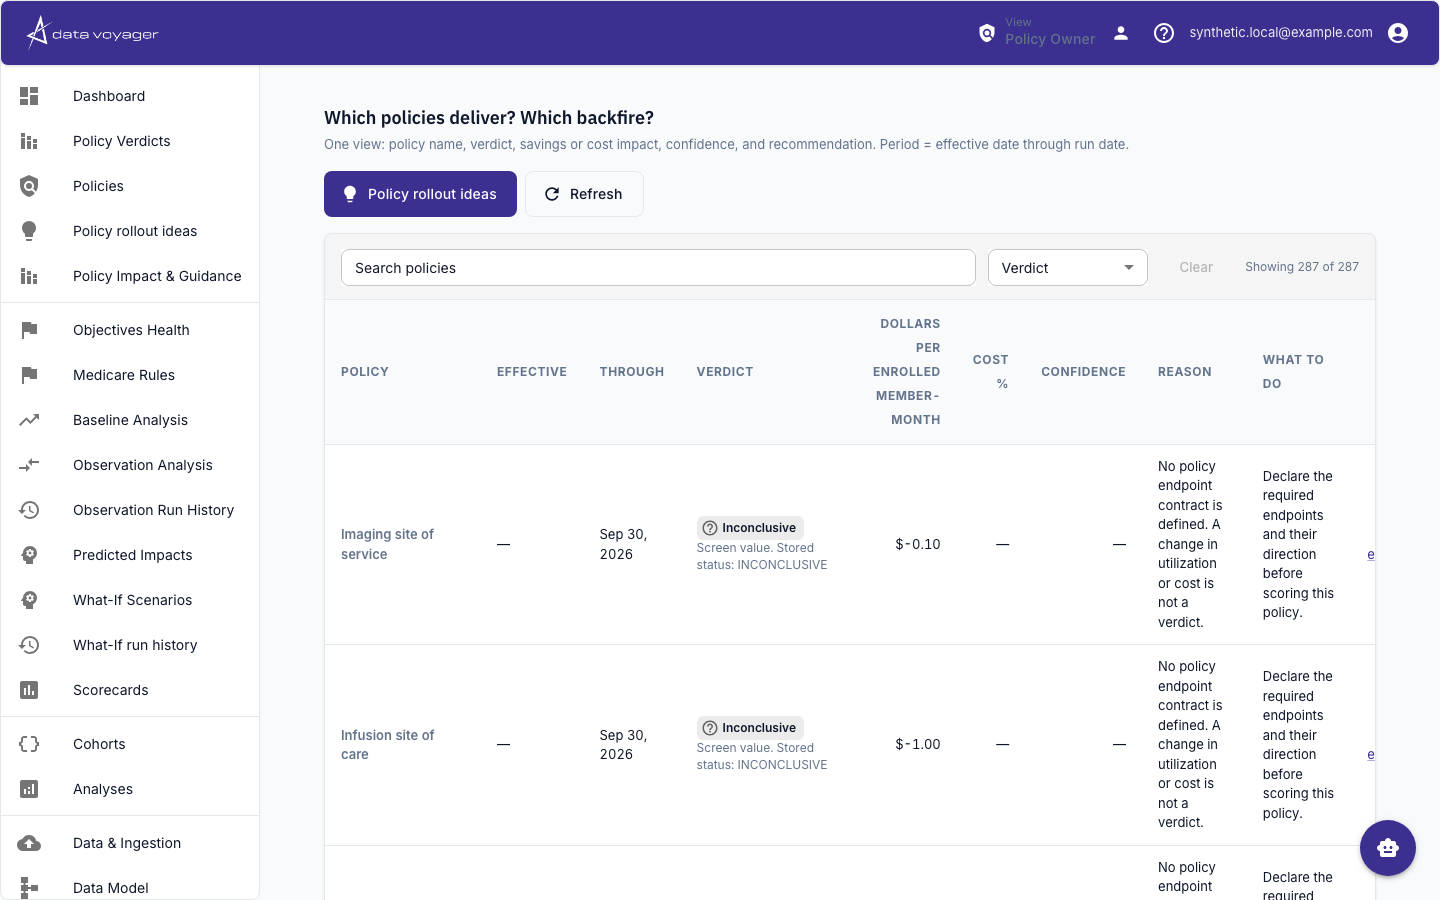 data voyager
View
Policy Owner
synthetic.local@example.com
Dashboard
Policy Verdicts
Policies
Policy rollout ideas
Policy Impact & Guidance
Objectives Health
Medicare Rules
Baseline Analysis
Observation Analysis
Observation Run History
Predicted Impacts
What-If Scenarios
What-If run history
Scorecards
Cohorts
Analyses
Data & Ingestion
Data Model
Which policies deliver? Which backfire?
One view: policy name, verdict, savings or cost impact, confidence, and recommendation. Period = effective date through run date.
Policy rollout ideas
Refresh
Search policies
Verdict
Clear
Showing 287 of 287
POLICY
EFFECTIVE
THROUGH
VERDICT
DOLLARS
PER
ENROLLED
MEMBER-
MONTH
COST
%
CONFIDENCE
REASON
WHAT TO
DO
Imaging site of
service
—
Sep 30,
2026
Inconclusive
Screen value. Stored
status: INCONCLUSIVE
$-0.10
—
—
No policy
endpoint
contract is
defined. A
change in
utilization
or cost is
not a
verdict.
Declare the
required
endpoints
and their
direction
before
scoring this
policy.
e
Infusion site of
care
—
Sep 30,
2026
Inconclusive
Screen value. Stored
status: INCONCLUSIVE
$-1.00
—
—
No policy
endpoint
contract is
defined. A
change in
utilization
or cost is
not a
verdict.
Declare the
required
endpoints
and their
direction
before
scoring this
policy.
e
No policy
endpoint
Declare the
required